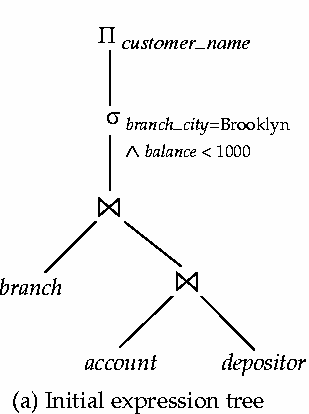 Π customer_name
σ branch_city=Brooklyn
∧ balance < 1000
⋈
branch
⋈
account depositor
(a) Initial expression tree